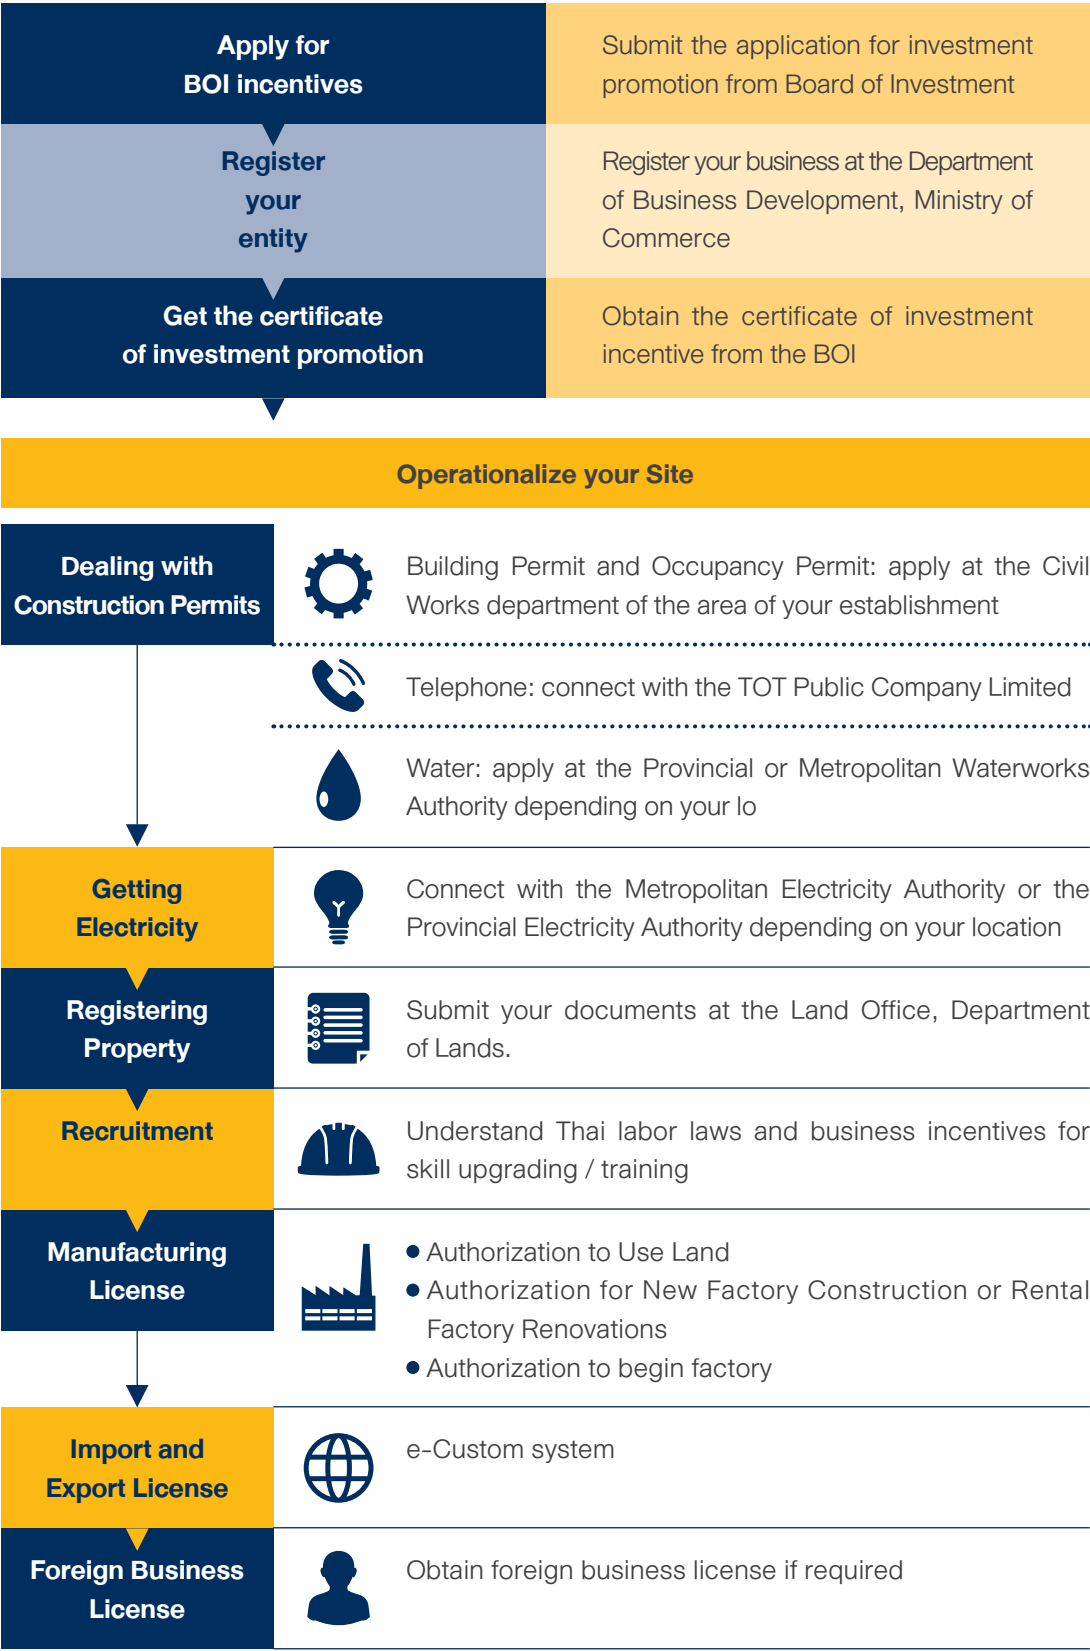 Apply for
BOI incentives
Submit the application for investment
promotion from Board of Investment
Register
your
entity
Register your business at the Department
of Business Development, Ministry of
Commerce
Get the certificate
of investment promotion
Obtain the certificate of investment
incentive from the BOI
Operationalize your Site
Dealing with
Construction Permits
Building Permit and Occupancy Permit: apply at the Civil
Works department of the area of your establishment
Telephone: connect with the TOT Public Company Limited
Water: apply at the Provincial or Metropolitan Waterworks
Authority depending on your lo
Getting
Electricity
Connect with the Metropolitan Electricity Authority or the
Provincial Electricity Authority depending on your location
Registering
Property
Submit your documents at the Land Office, Department
of Lands.
Recruitment
Understand Thai labor laws and business incentives for
skill upgrading / training
Manufacturing
License
● Authorization to Use Land
● Authorization for New Factory Construction or Rental
Factory Renovations
● Authorization to begin factory
Import and
Export License
e-Custom system
Foreign Business
License
Obtain foreign business license if required